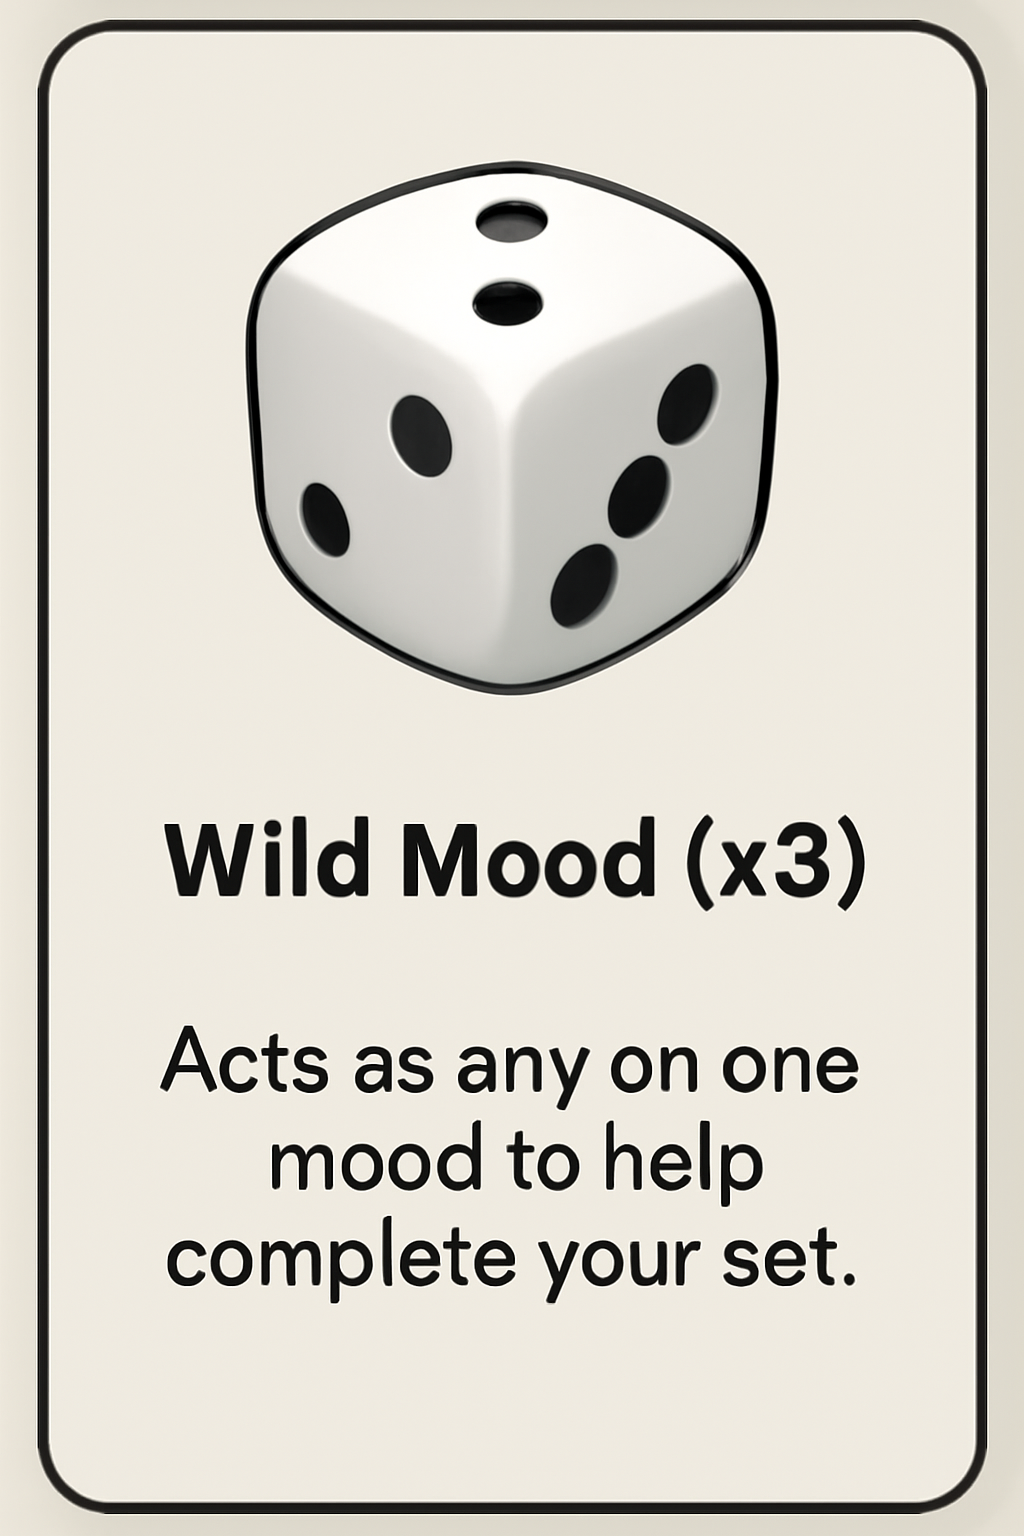 Wild Mood (x3)
Acts as any on one
mood to help
complete your set.